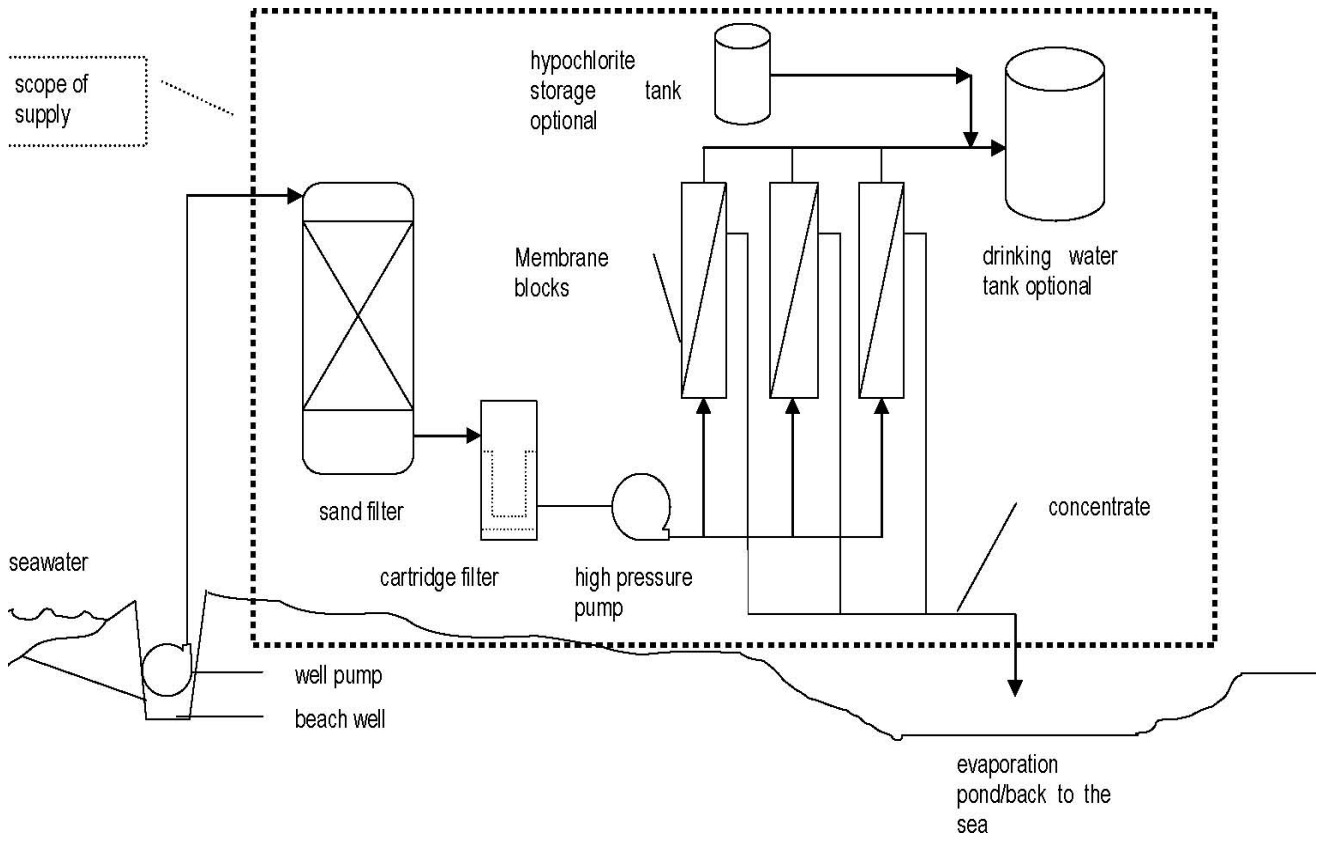 scope of
supply
hypochlorite
storage tank
optional
Membrane
blocks
drinking water
tank optional
sand filter
concentrate
seawater
cartridge filter
high pressure
pump
well pump
beach well
evaporation
pond/back to the
sea